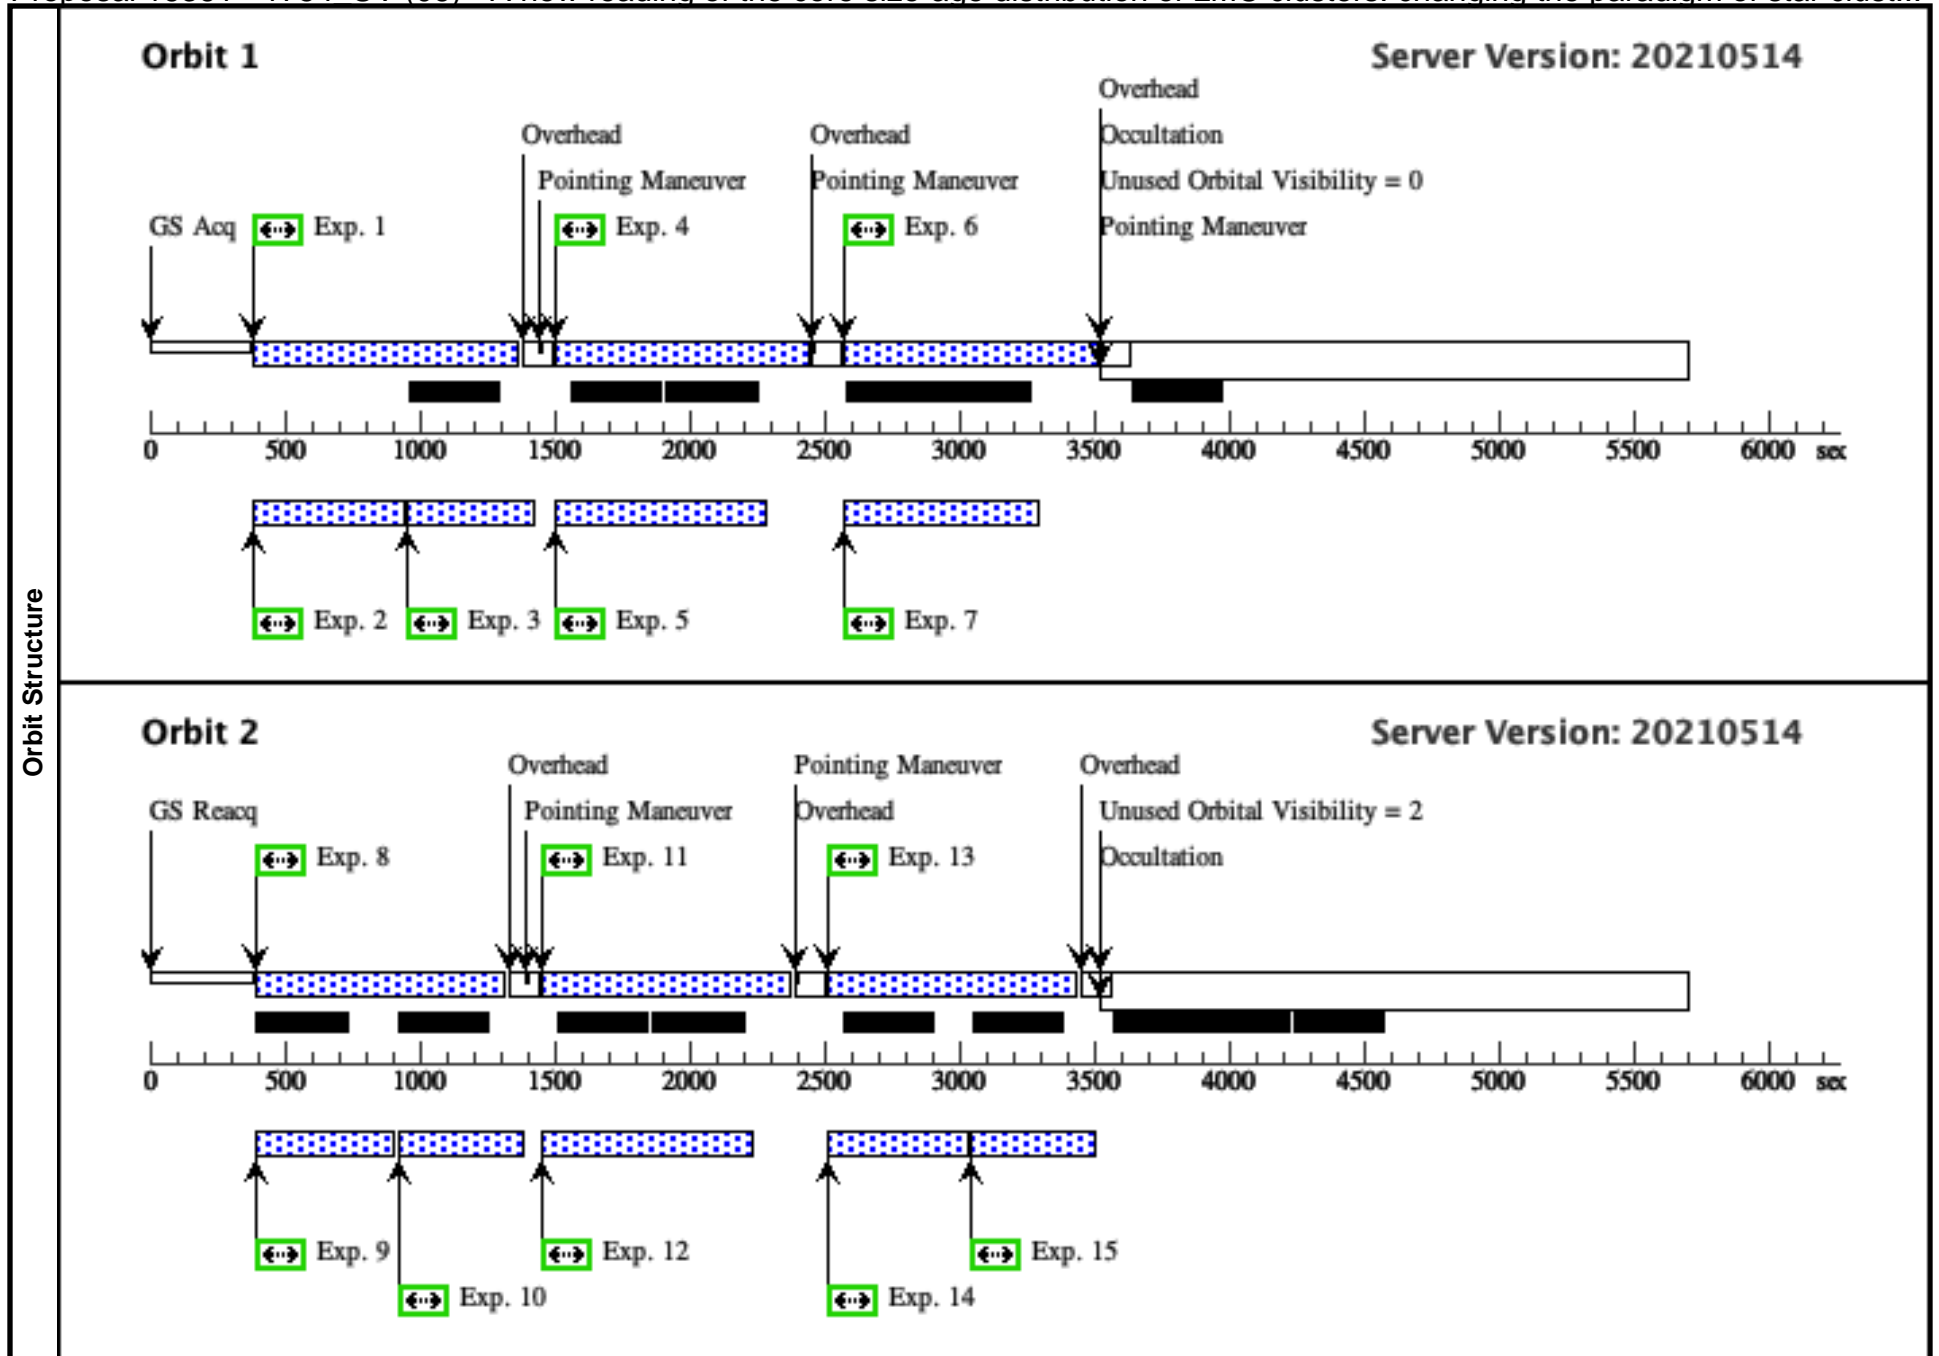 Orbit Structure
Orbit 1 Server Version: 20210514
Overhead
Overhead Overhead Occultation
Pointing Maneuver Pointing Maneuver Unused Orbital Visibility = 0
GS Acq Exp. 1 Exp. 4 Exp. 6 Pointing Maneuver
0 500 1000 1500 2000 2500 3000 3500 4000 4500 5000 5500 6000 sec
Exp. 2 Exp. 3 Exp. 5 Exp. 7
Orbit 2 Server Version: 20210514
Overhead Pointing Maneuver Overhead
GS Reacq Pointing Maneuver Overhead Unused Orbital Visibility = 2
Exp. 8 Exp. 11 Exp. 13 Occultation
0 500 1000 1500 2000 2500 3000 3500 4000 4500 5000 5500 6000 sec
Exp. 9 Exp. 12 Exp. 15
Exp. 10 Exp. 14